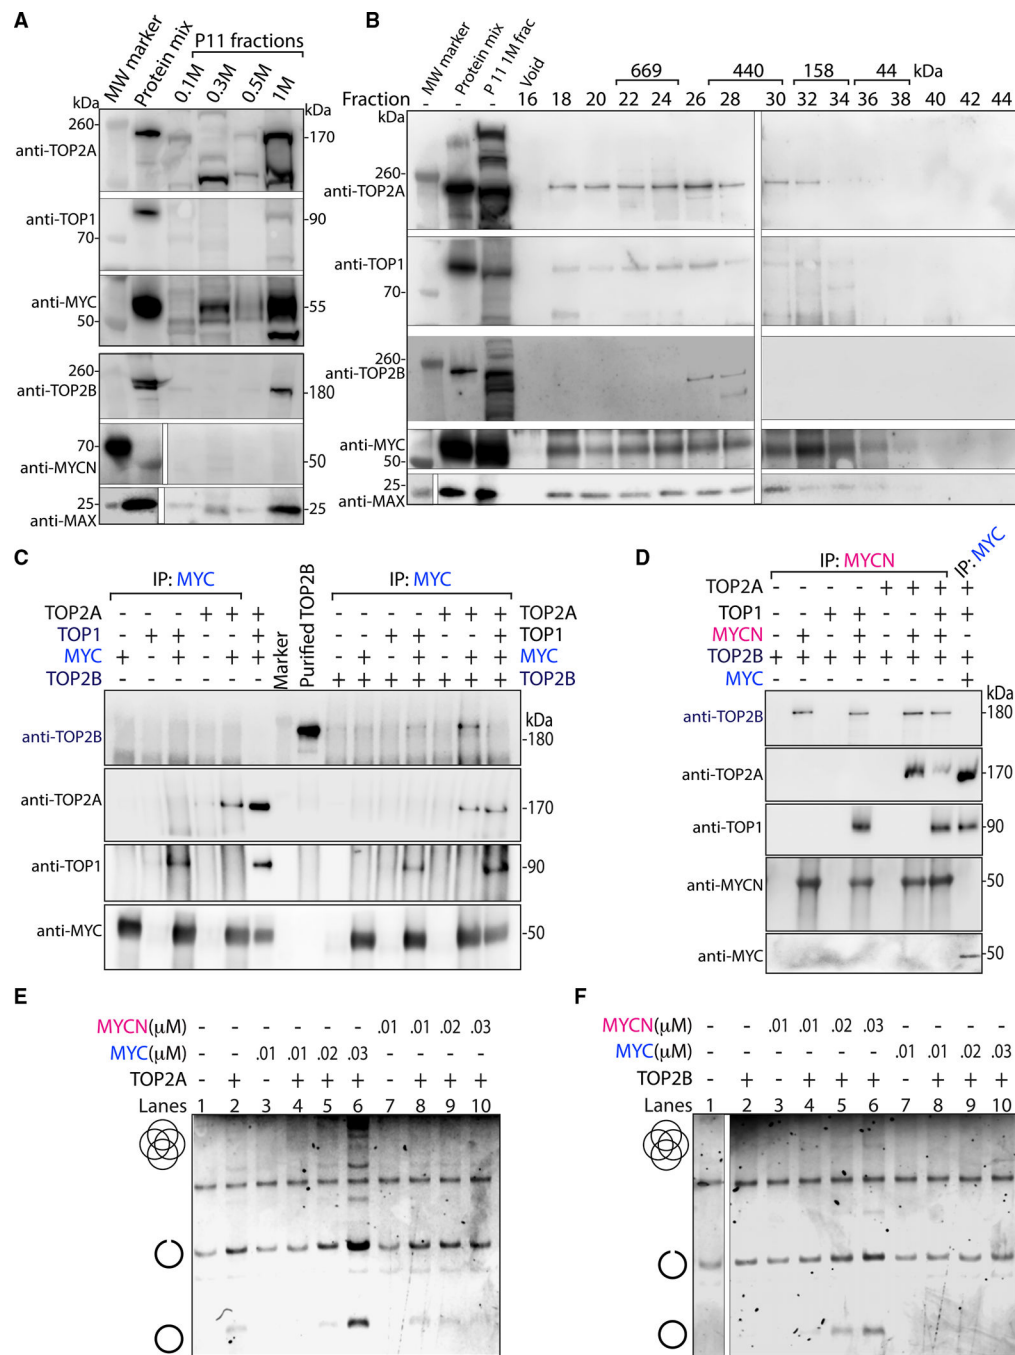 A
MW marker
Protein mix
P11 fractions
0.1M
0.3M
0.5M
1M
kDa
kDa
260-
-170
anti-TOP2A
anti-TOP1
-90
70-
anti-MYC
-55
50-
260-
anti-TOP2B
-180
70-
anti-MYCN
-50
25-
-25
anti-MAX
B
MW marker
Protein mix
P 11 1M frac
Void
669 440 158 44 kDa
Fraction - - - 16 18 20 22 24 26 28 30 32 34 36 38 40 42 44
kDa
260-
anti-TOP2A
anti-TOP1
70-
260-
anti-TOP2B
anti-MYC
50-
25-
anti-MAX
C
IP: MYC
Marker
Purified TOP2B
IP: MYC
TOP2A - - - + + + - - - - + + + TOP2A
TOP1 - + + - - + - - + + - - + TOP1
MYC + - + - + + - + - + - + + MYC
TOP2B - - - - - - + + + + + + + TOP2B
kDa
anti-TOP2B
-180
anti-TOP2A
-170
anti-TOP1
-90
anti-MYC
-50
D
IP: MYCN
IP: MYC
TOP2A - - - - + + + +
TOP1 - - + + - - + +
MYCN - + - + - + + -
TOP2B + + + + + + + +
MYC - - - - - - - +
kDa
anti-TOP2B
-180
anti-TOP2A
-170
anti-TOP1
-90
anti-MYCN
-50
anti-MYC
-50
E
MYCN(μM) - - - - - - .01 .01 .02 .03
MYC(μM) - - .01 .01 .02 .03 - - - -
TOP2A - + - + + + - + + +
Lanes 1 2 3 4 5 6 7 8 9 10
F
MYCN(μM) - - .01 .01 .02 .03 - - - -
MYC(μM) - - - - - - .01 .01 .02 .03
TOP2B - + - + + + - + + +
Lanes 1 2 3 4 5 6 7 8 9 10